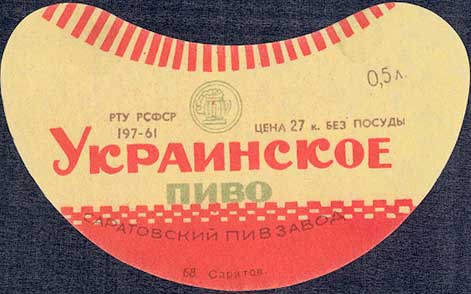 0,5 л.
РТУ РСФСР
197-61
ЦЕНА 27 к. БЕЗ ПОСУДЫ
УКРАИНСКОЕ
ПИВО
САРАТОВСКИЙ ПИВЗАВОД
68. Саратов.